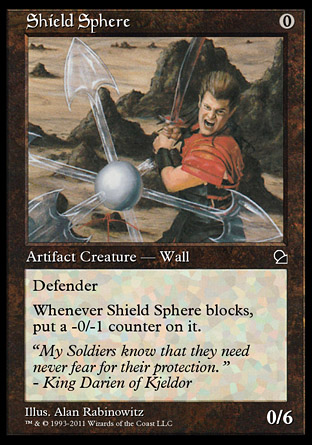 Shield Sphere 0
Artifact Creature — Wall
Defender
Whenever Shield Sphere blocks,
put a -0/-1 counter on it.
“My Soldiers know that they need
never fear for their protection.”
- King Darien of Kjeldor
Illus. Alan Rabinowitz
™ & © 1993-2011 Wizards of the Coast LLC
0/6